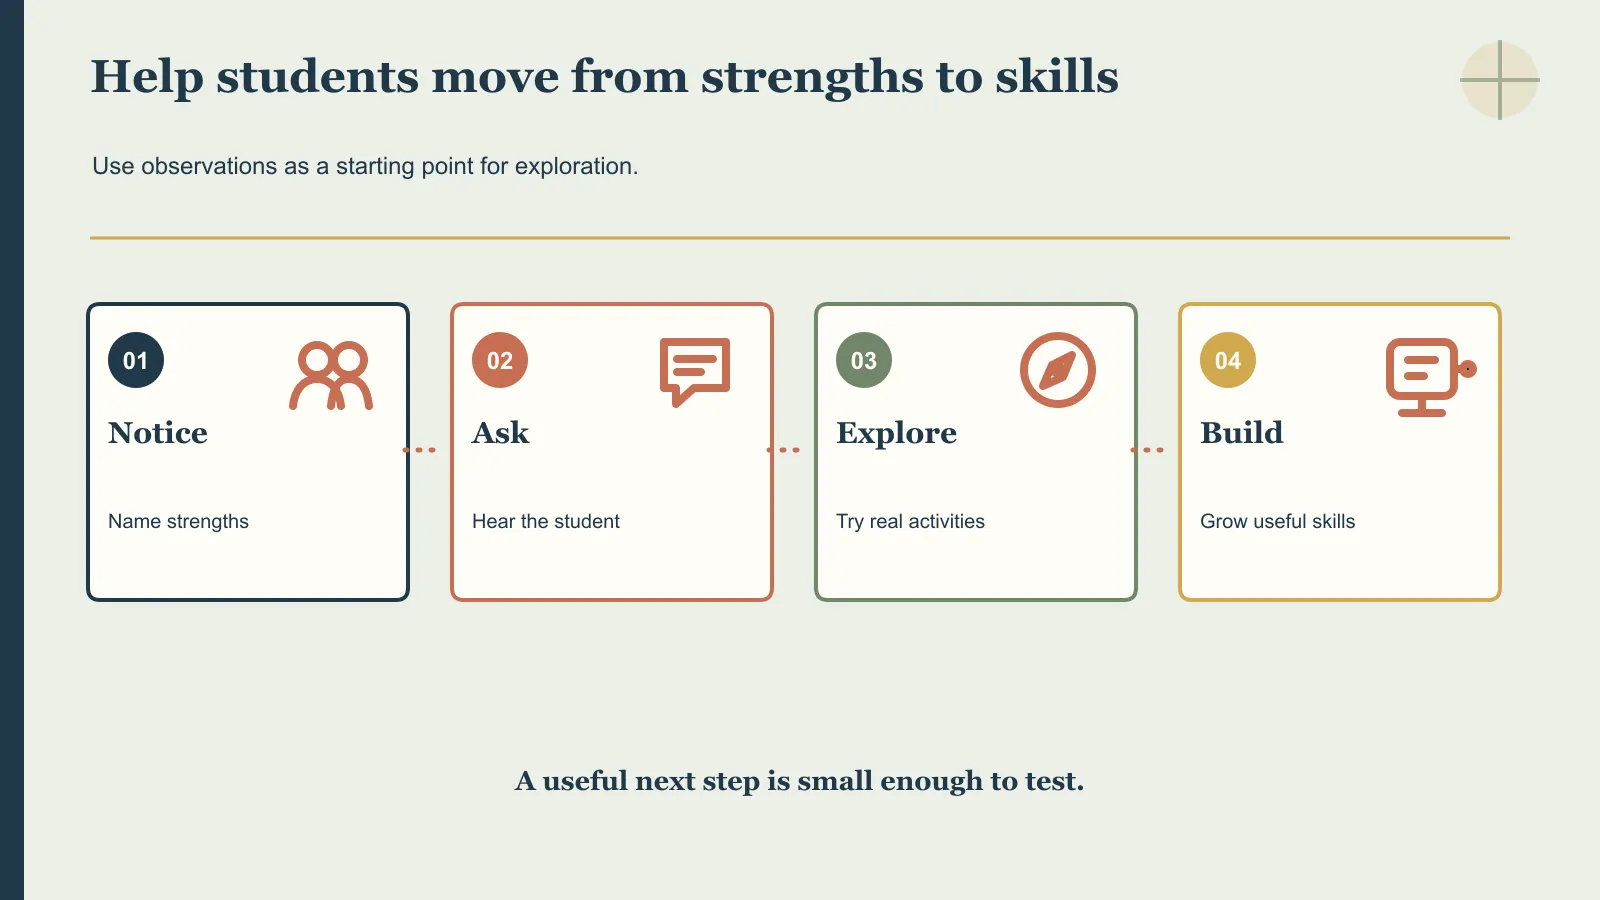 Help students move from strengths to skills
Use observations as a starting point for exploration.
01
Notice
Name strengths
02
Ask
Hear the student
03
Explore
Try real activities
04
Build
Grow useful skills
A useful next step is small enough to test.